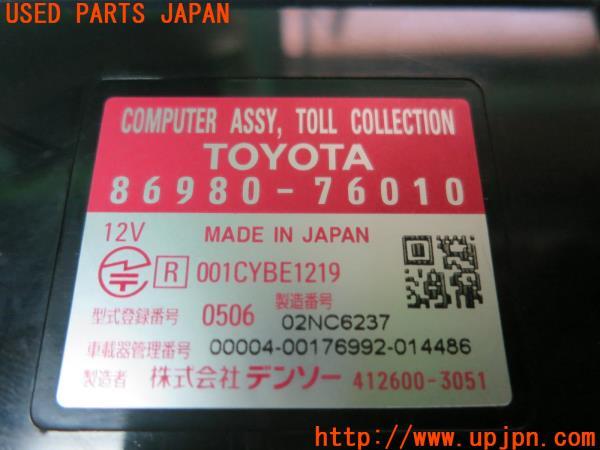 USED PARTS JAPAN
COMPUTER ASSY, TOLL COLLECTION
TOYOTA
86980-76010
12V MADE IN JAPAN
R 001CYBE1219
型式登録番号 0506 製造番号 02NC6237
車載器管理番号 00004-00176992-014486
製造者 株式会社 デンソー 412600-3051
http://www.upjpn.com